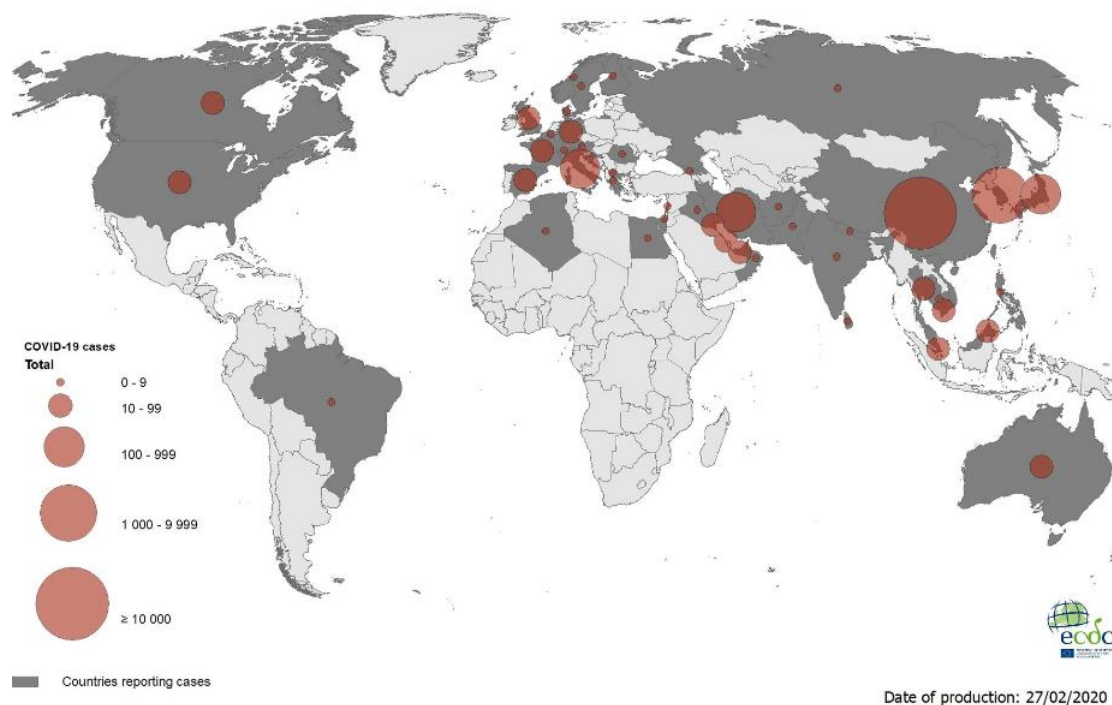 COVID-19 cases
Total
0 - 9
10 - 99
100 - 999
1 000 - 9 999
≥ 10 000
Countries reporting cases
ecdc
Date of production: 27/02/2020